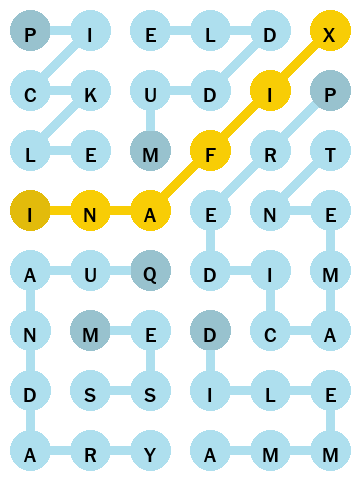 P I E L D X
C K U D I P
L E M F R T
I N A E N E
A U Q D I M
N M E D C A
D S S I L E
A R Y A M M